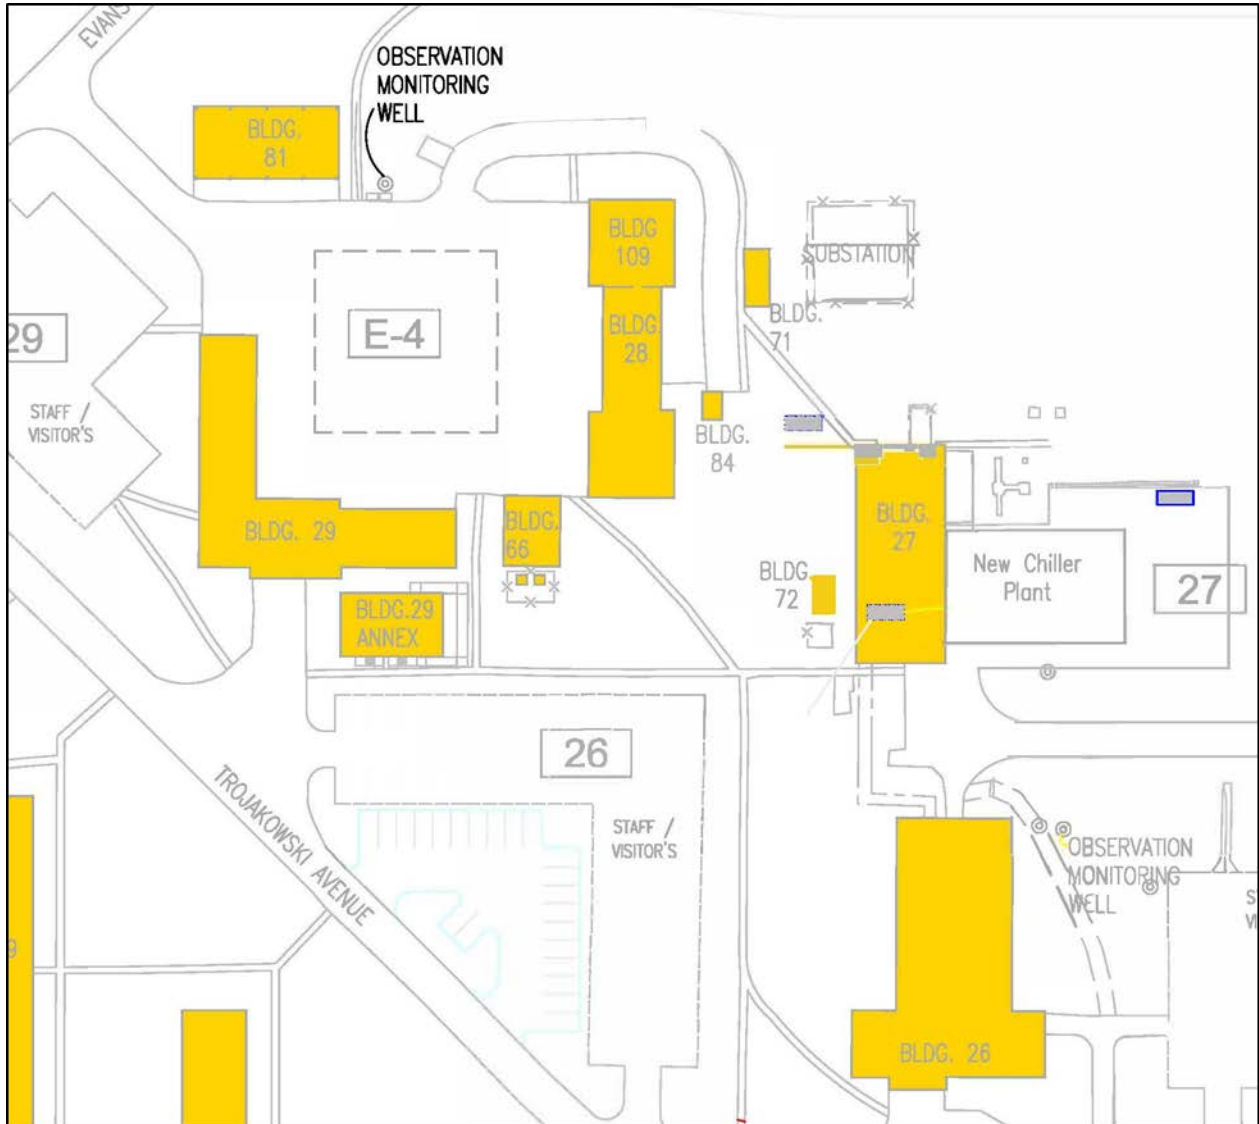 EVANS
OBSERVATION
MONITORING
WELL
BLDG.
81
BLDG
109
SUBSTATION
BLDG.
71
29
E-4
BLDG.
28
STAFF /
VISITOR'S
BLDG.
84
BLDG. 29
BLDG.
66
BLDG.
27
New Chiller
Plant
27
BLDG.
72
BLDG.29
ANNEX
26
TROJAKOWSKI AVENUE
STAFF /
VISITOR'S
OBSERVATION
MONITORING
WELL
9
BLDG. 26